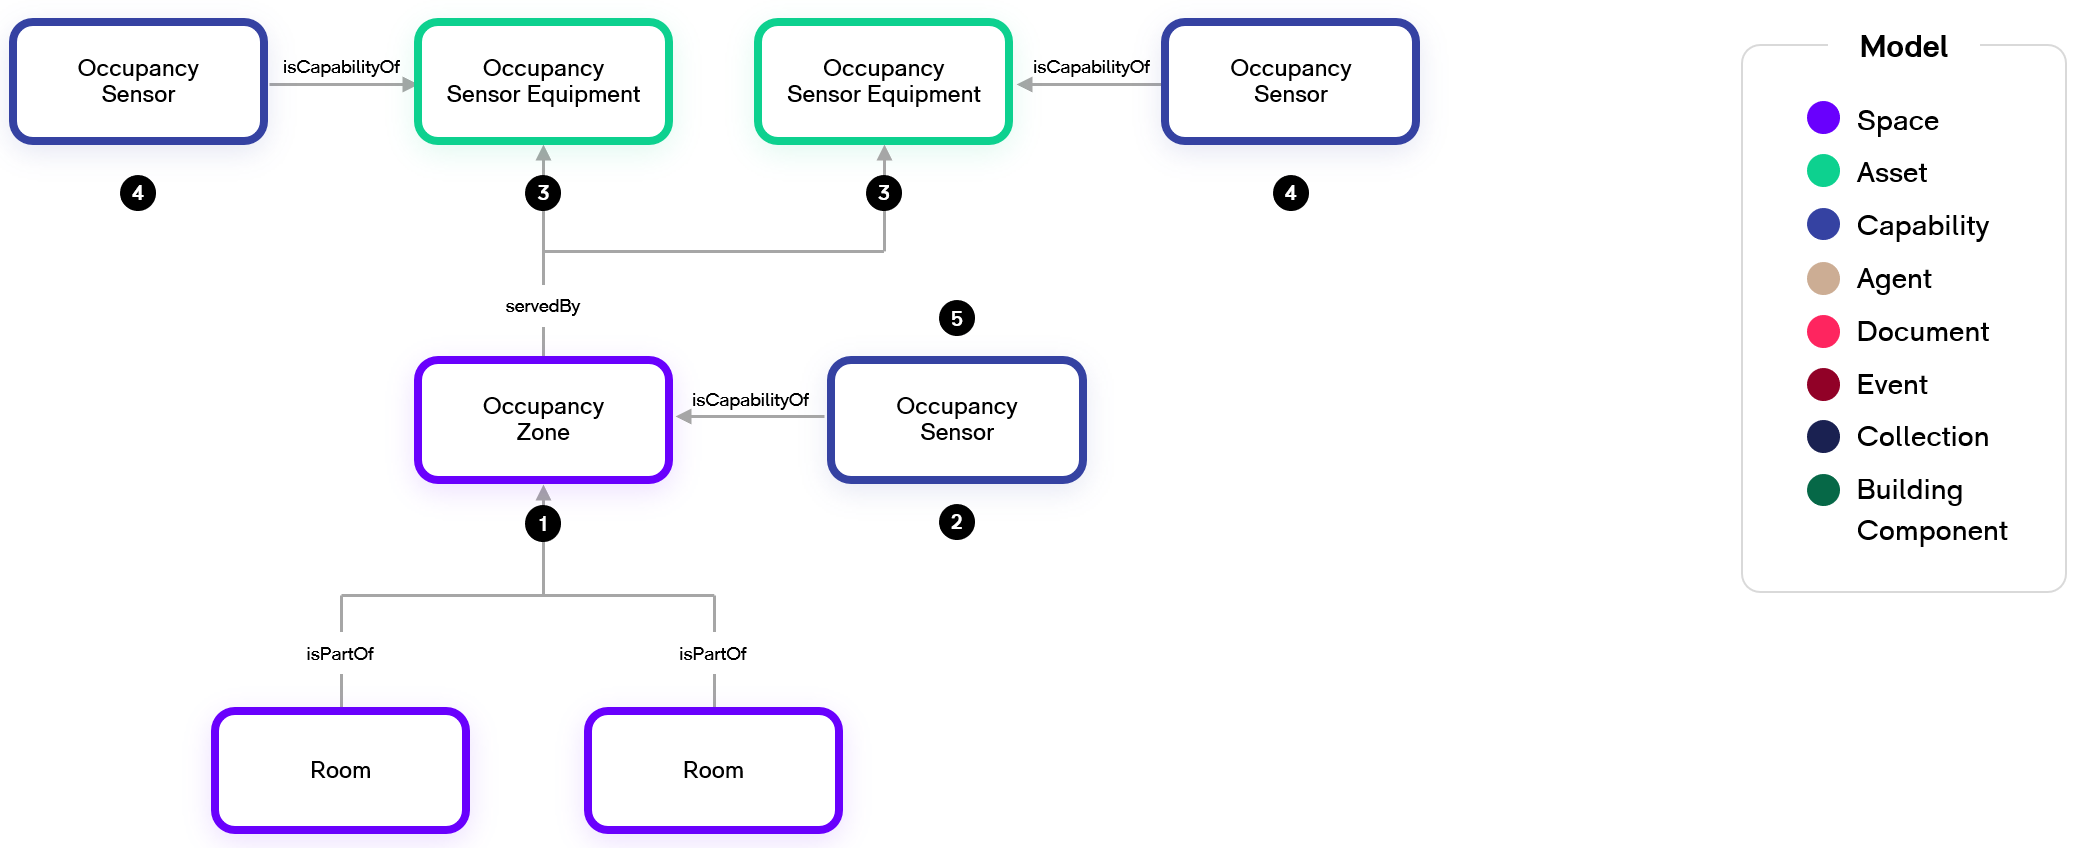 Occupancy
Sensor
isCapabilityOf
Occupancy
Sensor Equipment
Occupancy
Sensor Equipment
isCapabilityOf
Occupancy
Sensor
4
3
3
4
servedBy
5
Occupancy
Zone
isCapabilityOf
Occupancy
Sensor
1
2
isPartOf
isPartOf
Room
Room
Model
Space
Asset
Capability
Agent
Document
Event
Collection
Building
Component